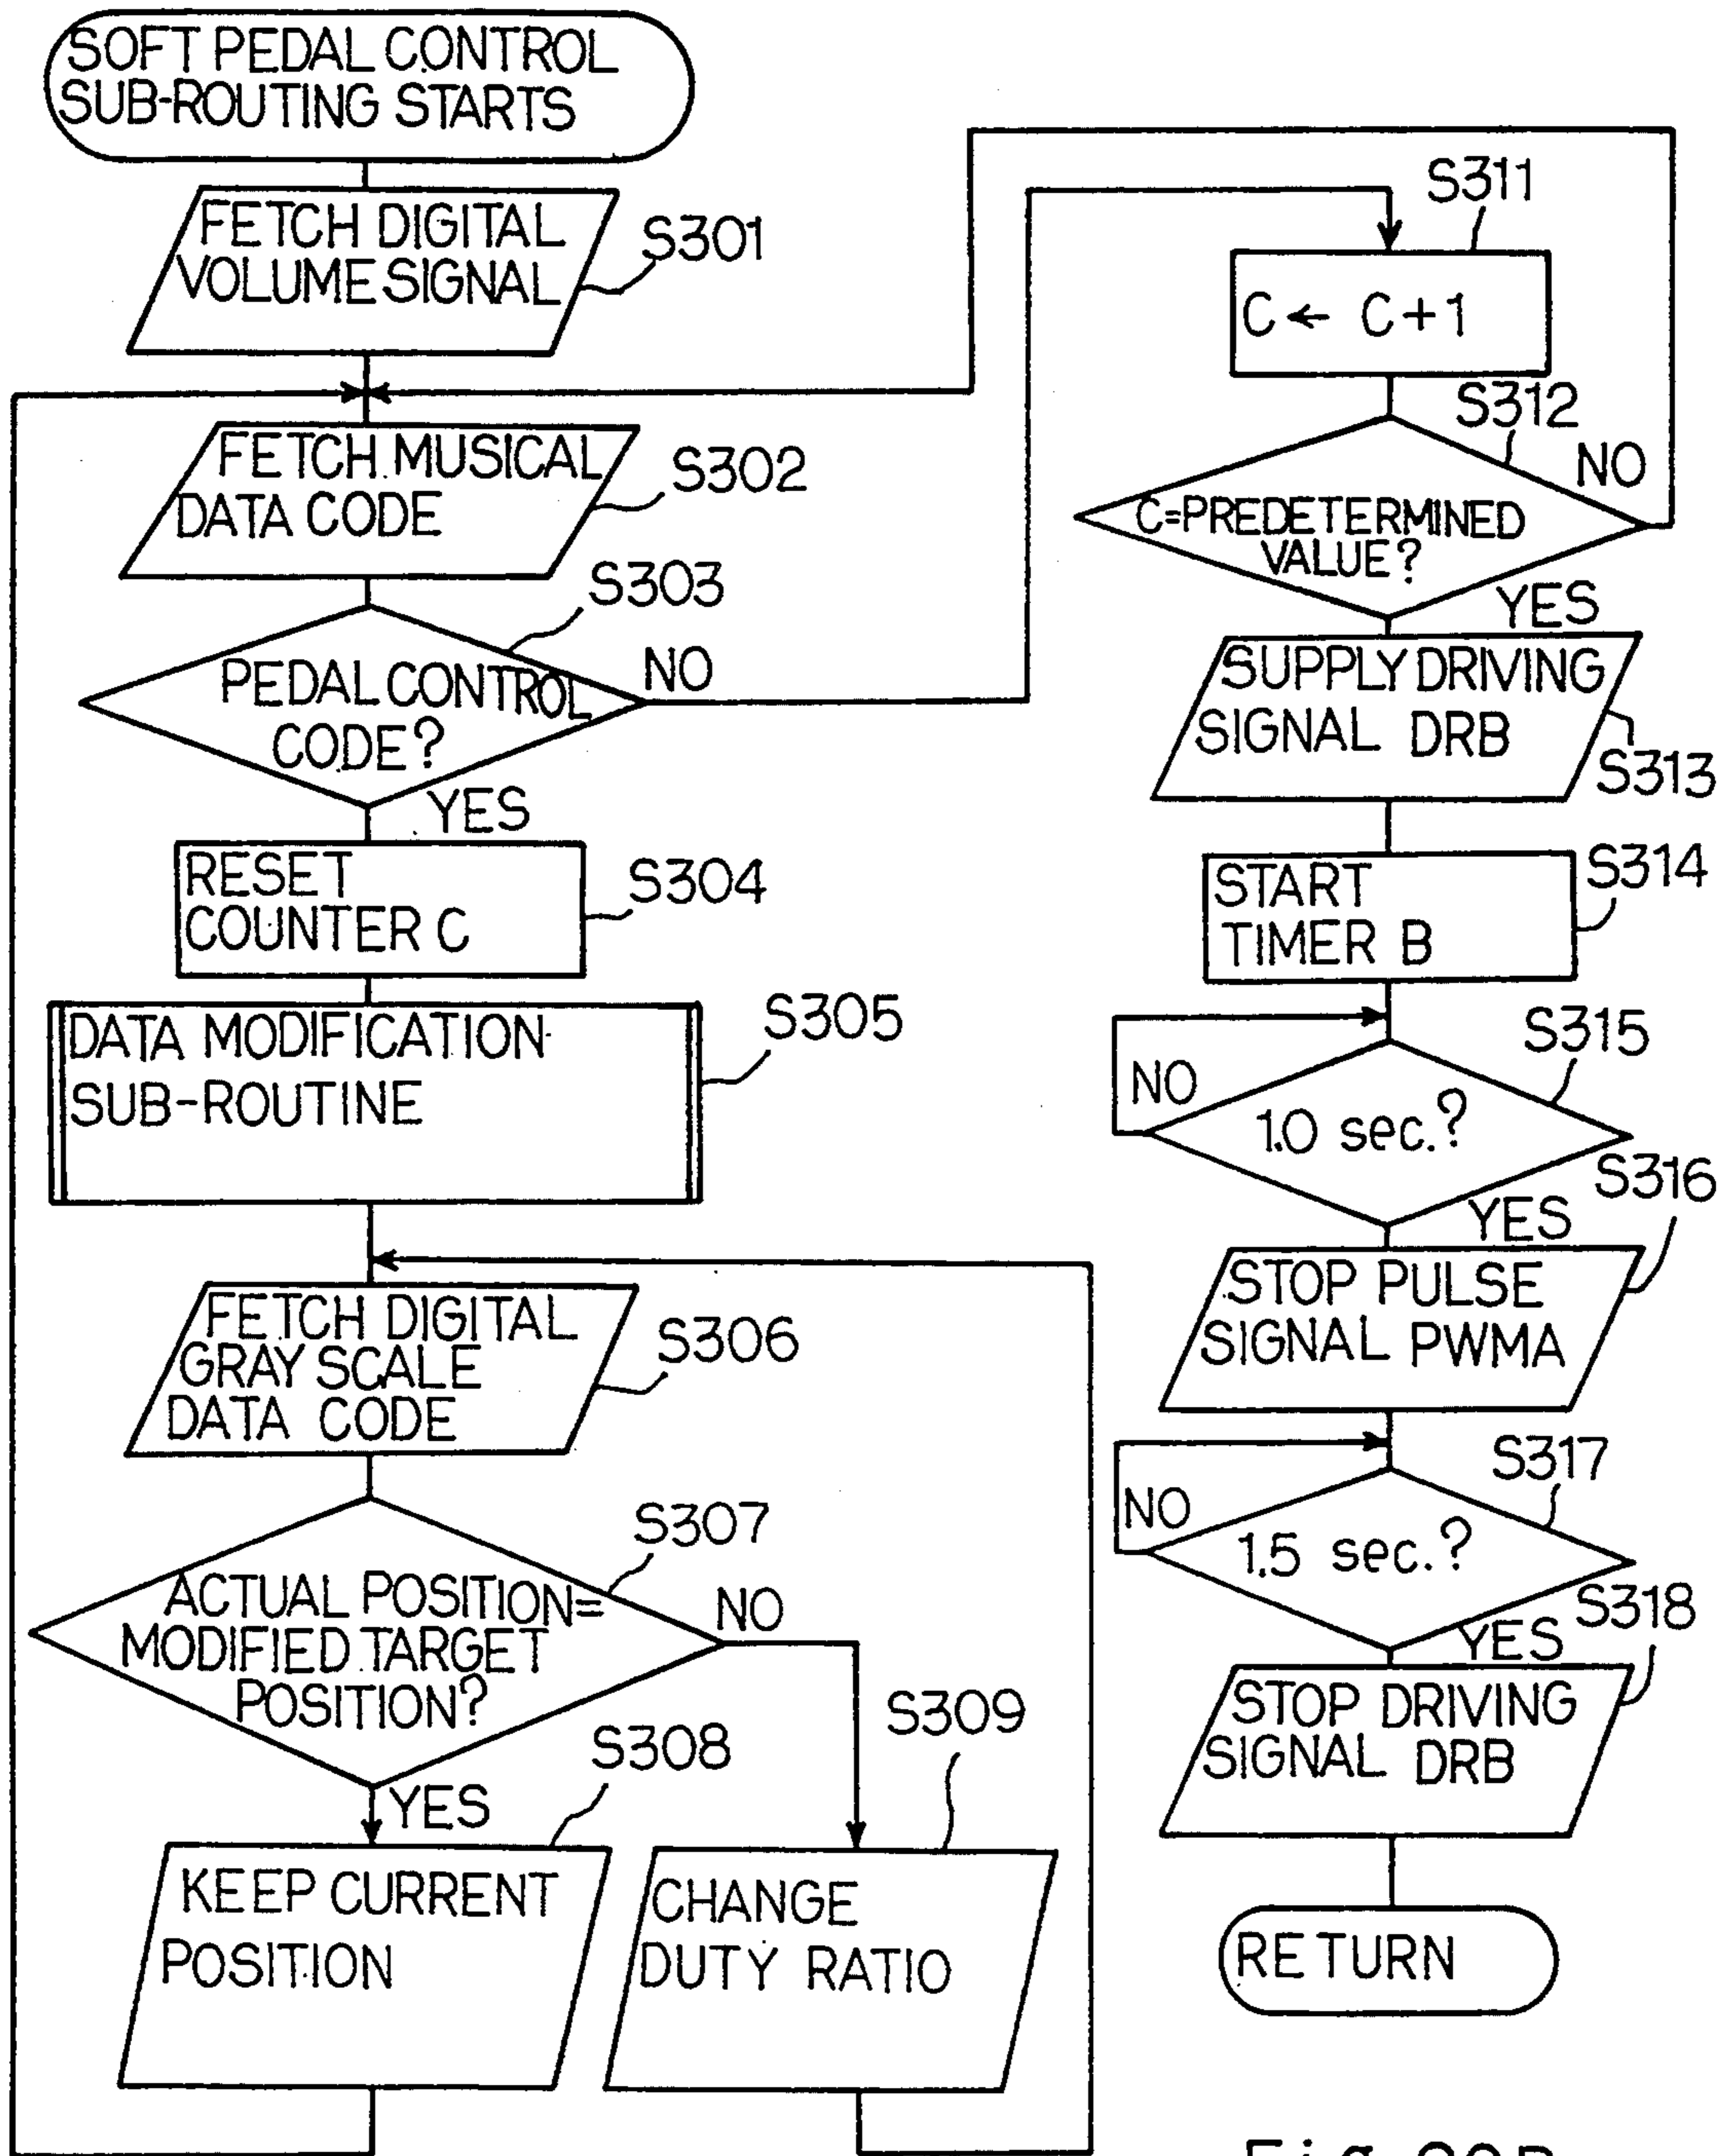 SOFT PEDAL CONTROL
SUB-ROUTING STARTS
FETCH DIGITAL
VOLUME SIGNAL
S301
FETCH MUSICAL
DATA CODE
S302
PEDAL CONTROL
CODE?
S303
NO
YES
RESET
COUNTER C
S304
DATA MODIFICATION
SUB-ROUTINE
S305
FETCH DIGITAL
GRAY SCALE
DATA CODE
S306
ACTUAL POSITION=
MODIFIED TARGET
POSITION?
S307
NO
YES
KEEP CURRENT
POSITION
S308
CHANGE
DUTY RATIO
S309
S311
C ← C+1
S312
C=PREDETERMINED
VALUE?
NO
YES
SUPPLY DRIVING
SIGNAL DRB
S313
START
TIMER B
S314
S315
NO
1.0 sec.?
YES
S316
STOP PULSE
SIGNAL PWMA
S317
NO
1.5 sec.?
YES
S318
STOP DRIVING
SIGNAL DRB
RETURN